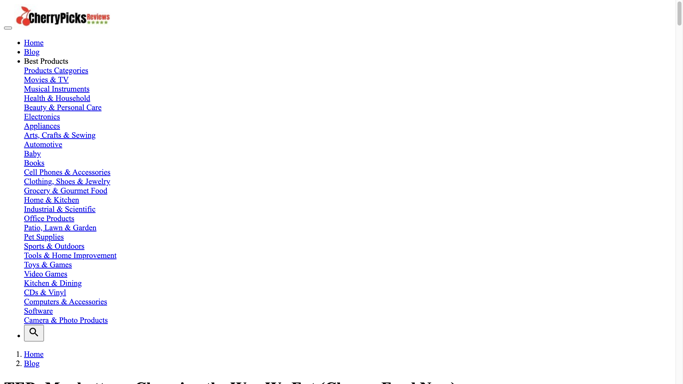 CherryPicks Reviews
Home
Blog
Best Products
Products Categories
Movies & TV
Musical Instruments
Health & Household
Beauty & Personal Care
Electronics
Appliances
Arts, Crafts & Sewing
Automotive
Baby
Books
Cell Phones & Accessories
Clothing, Shoes & Jewelry
Grocery & Gourmet Food
Home & Kitchen
Industrial & Scientific
Office Products
Patio, Lawn & Garden
Pet Supplies
Sports & Outdoors
Tools & Home Improvement
Toys & Games
Video Games
Kitchen & Dining
CDs & Vinyl
Computers & Accessories
Software
Camera & Photo Products
1. Home
2. Blog